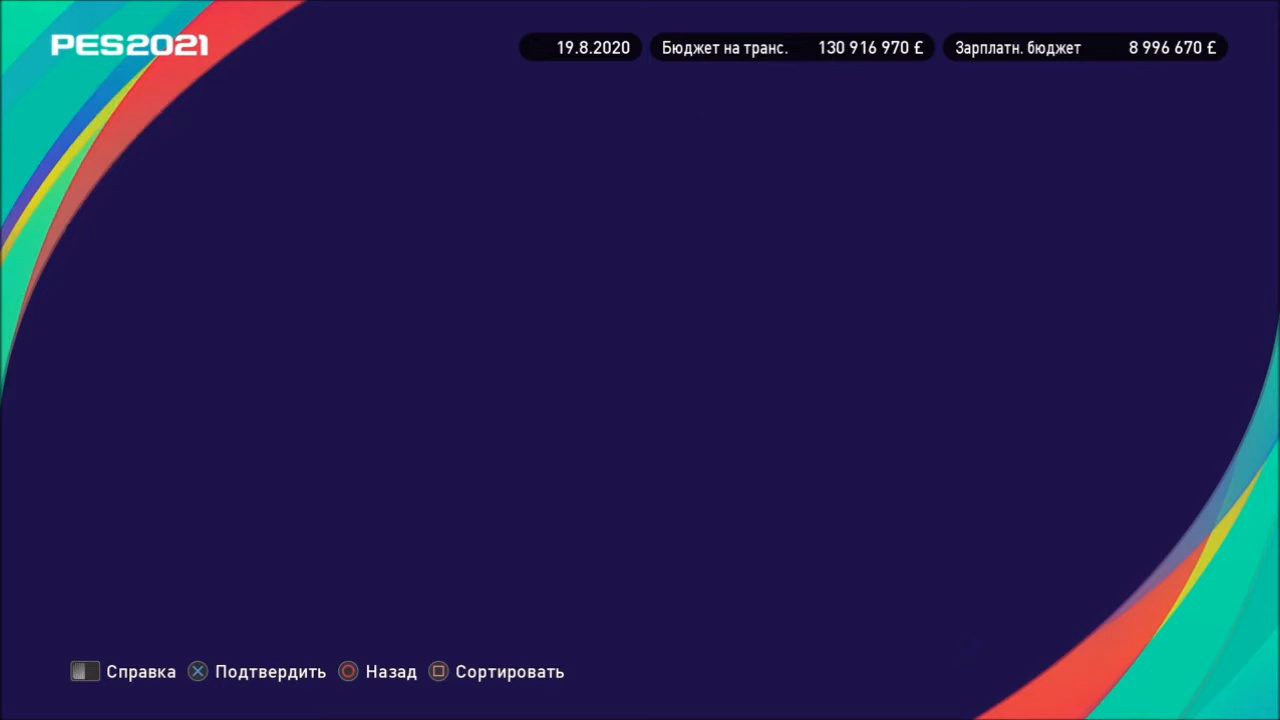 PES2021
19.8.2020 Бюджет на транс. 130 916 970 £ Зарплатн. бюджет 8 996 670 £
Справка Подтвердить Назад Сортировать